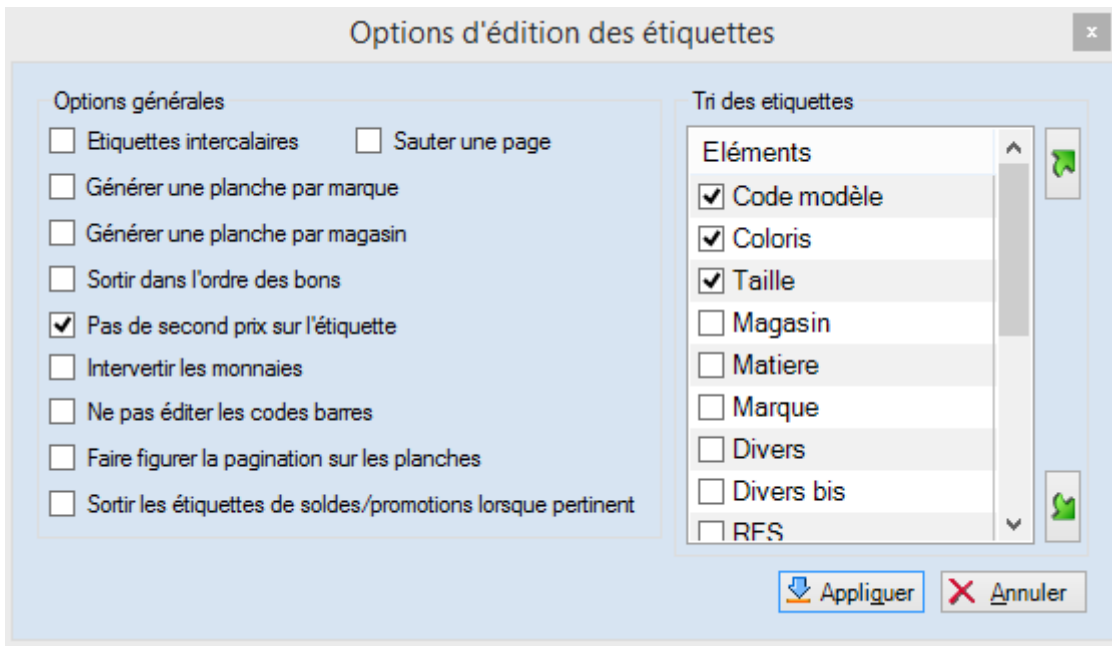 Options d'édition des étiquettes
x
Options générales
Etiquettes intercalaires Sauter une page
Générer une planche par marque
Générer une planche par magasin
Sortir dans l'ordre des bons
Pas de second prix sur l'étiquette
Intervertir les monnaies
Ne pas éditer les codes barres
Faire figurer la pagination sur les planches
Sortir les étiquettes de soldes/promotions lorsque pertinent
Tri des etiquettes
Eléments
Code modèle
Coloris
Taille
Magasin
Matiere
Marque
Divers
Divers bis
RFS
Appliquer Annuler